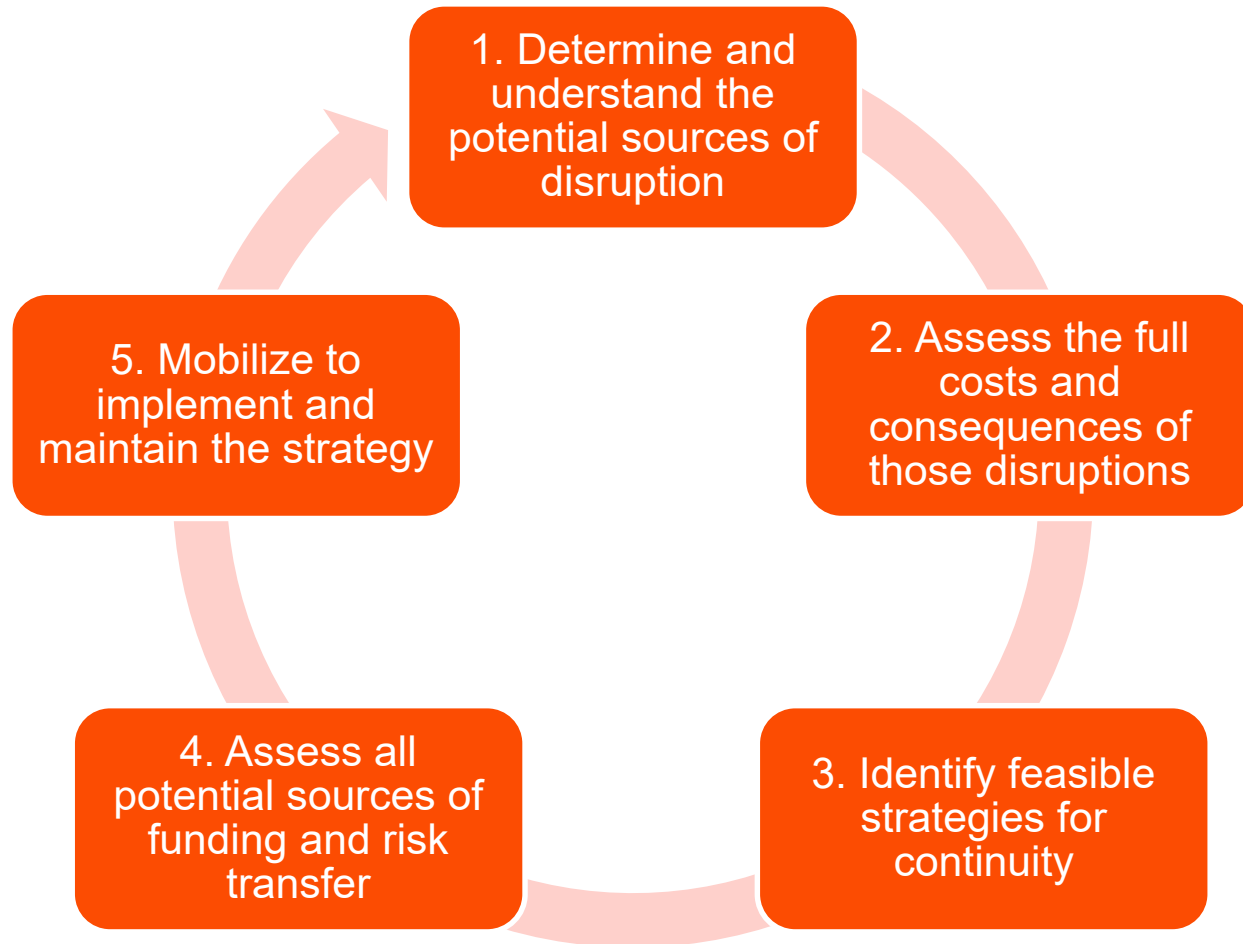 1. Determine and
understand the
potential sources of
disruption
2. Assess the full
costs and
consequences of
those disruptions
3. Identify feasible
strategies for
continuity
4. Assess all
potential sources of
funding and risk
transfer
5. Mobilize to
implement and
maintain the strategy